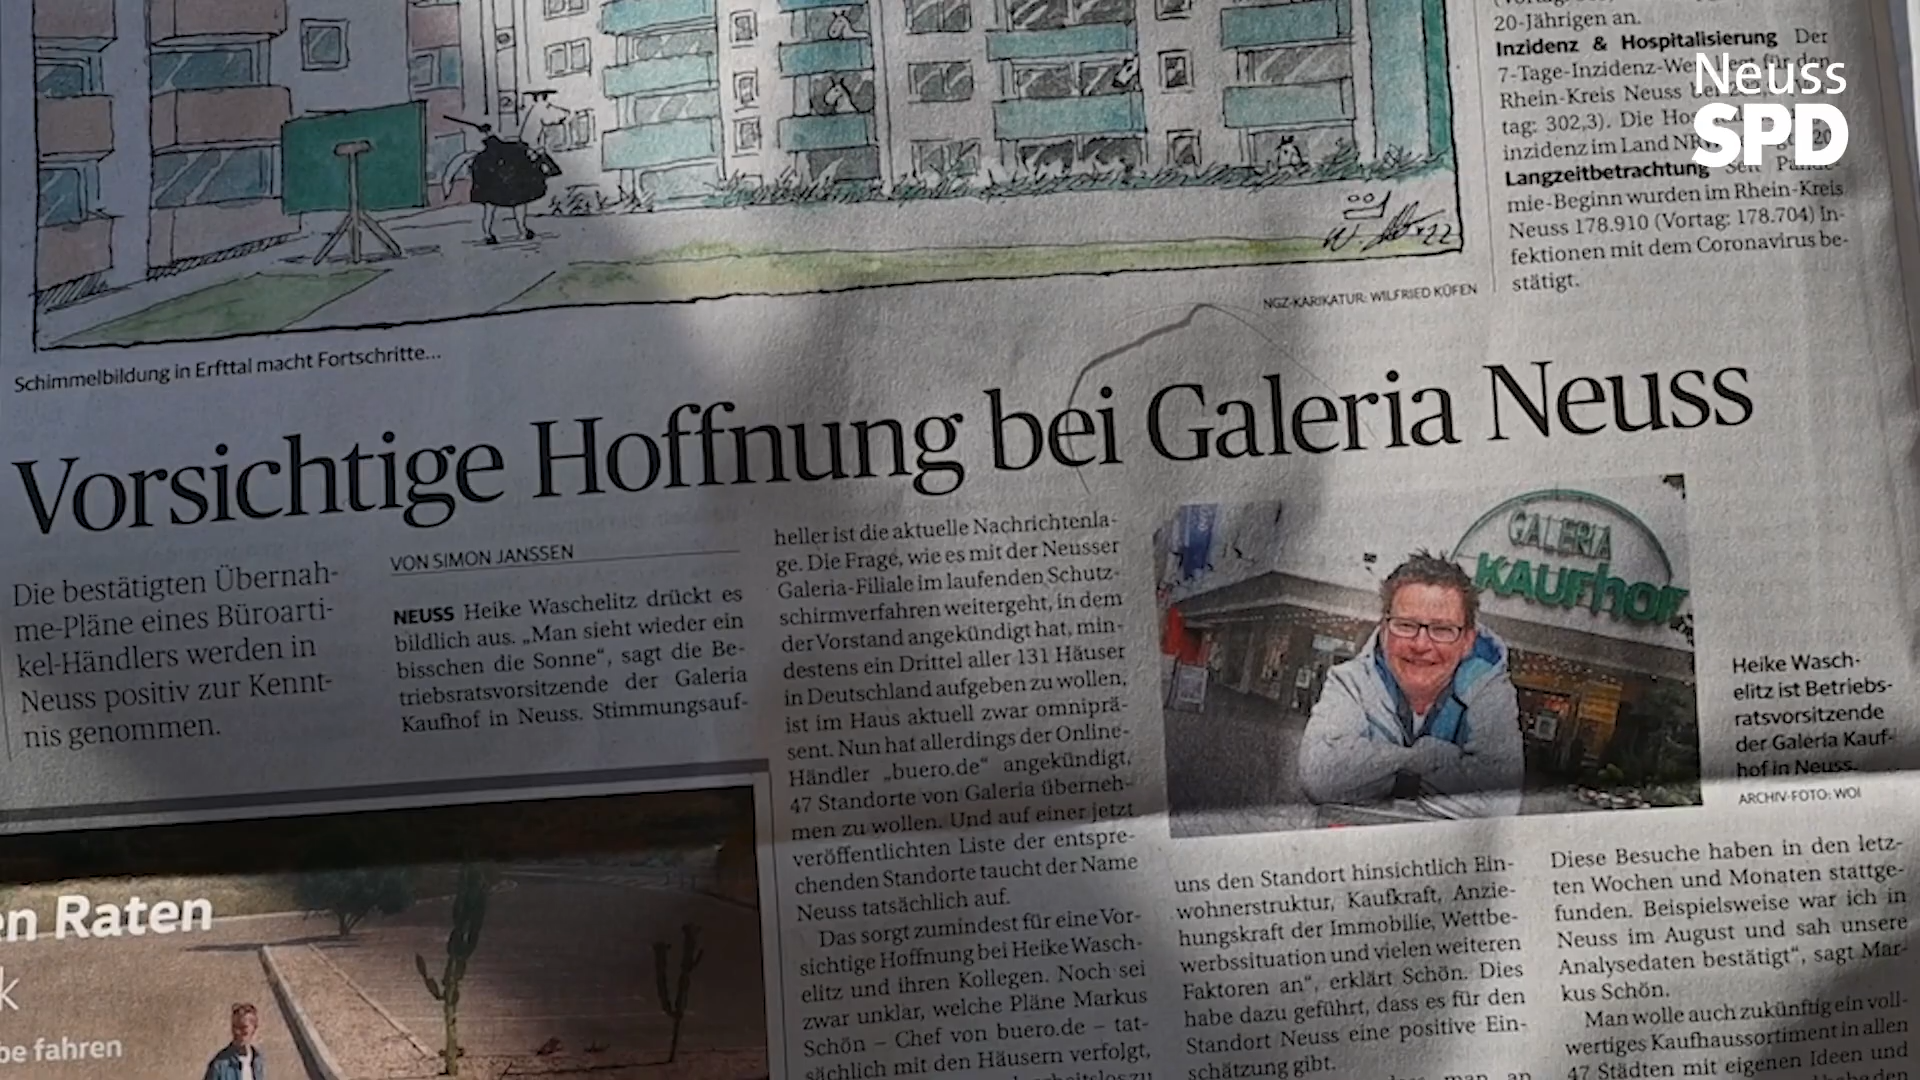 20-Jährigen an.
Inzidenz & Hospitalisierung Der
7-Tage-Inzidenz-Wert
Rhein-Kreis Neuss
tag: 302,3). Die
inzidenz im Land
Langzeitbetrachtung Seit Pande-
mie-Beginn wurden im Rhein-Kreis
Neuss 178.910 (Vortag: 178.704) In-
fektionen mit dem Coronavirus be-
stätigt.
Neuss
SPD
NGZ-KARIKATUR: WILFRIED KÜFEN
Schimmelbildung in Erfttal macht Fortschritte...
Vorsichtige Hoffnung bei Galeria Neuss
Die bestätigten Übernah-
me-Pläne eines Büroarti-
kel-Händlers werden in
Neuss positiv zur Kennt-
nis genommen.
VON SIMON JANSSEN
NEUSS Heike Waschelitz drückt es
bildlich aus. „Man sieht wieder ein
bisschen die Sonne“, sagt die Be-
triebsratsvorsitzende der Galeria
Kaufhof in Neuss. Stimmungsauf-
heller ist die aktuelle Nachrichtenla-
ge. Die Frage, wie es mit der Neusser
Galeria-Filiale im laufenden Schutz-
schirmverfahren weitergeht, in dem
der Vorstand angekündigt hat, min-
destens ein Drittel aller 131 Häuser
in Deutschland aufgeben zu wollen,
ist im Haus aktuell zwar omniprä-
sent. Nun hat allerdings der Online-
Händler „buero.de“ angekündigt,
47 Standorte von Galeria überneh-
men zu wollen. Und auf einer jetzt
veröffentlichten Liste der entspre-
chenden Standorte taucht der Name
Neuss tatsächlich auf.
Das sorgt zumindest für eine Vor-
sichtige Hoffnung bei Heike Wasch-
elitz und ihren Kollegen. Noch sei
zwar unklar, welche Pläne Markus
Schön – Chef von buero.de – tat-
sächlich mit den Häusern verfolgt,
GALERIA
KAUFhOF
Heike Wasch-
elitz ist Betriebs-
ratsvorsitzende
der Galeria Kauf-
hof in Neuss.
ARCHIV-FOTO: WOI
uns den Standort hinsichtlich Ein-
wohnerstruktur, Kaufkraft, Anzie-
hungskraft der Immobilie, Wettbe-
werbssituation und vielen weiteren
Faktoren an“, erklärt Schön. Dies
habe dazu geführt, dass es für den
Standort Neuss eine positive Ein-
schätzung gibt.
Diese Besuche haben in den letz-
ten Wochen und Monaten stattge-
funden. Beispielsweise war ich in
Neuss im August und sah unsere
Analysedaten bestätigt“, sagt Mar-
kus Schön.
Man wolle auch zukünftig ein voll-
wertiges Kaufhaussortiment in allen
47 Städten mit eigenen Ideen und
en Raten
k
be fahren